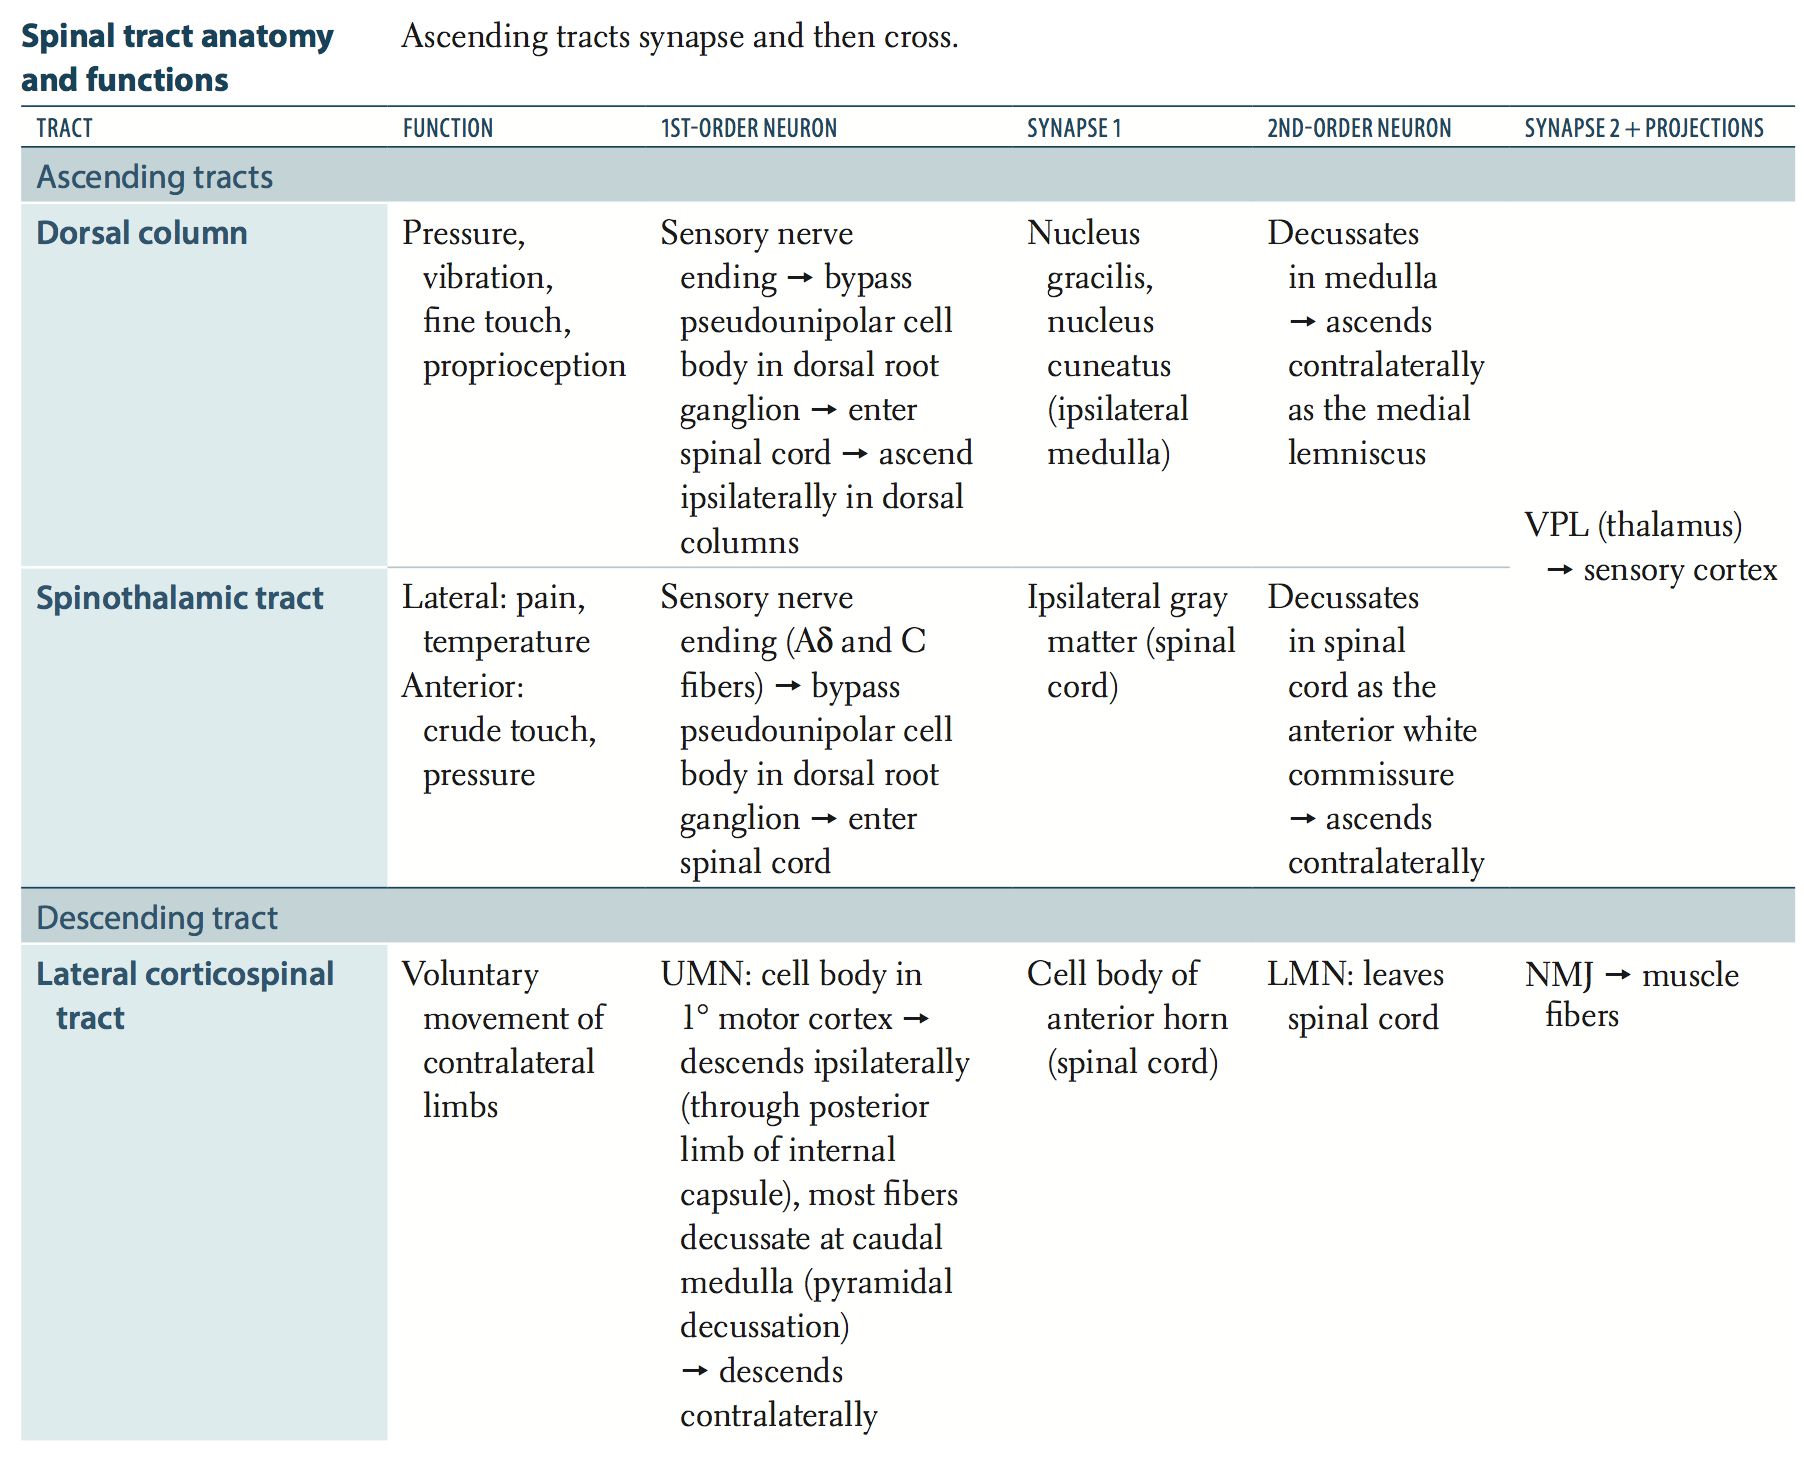 Spinal tract anatomy
and functions
Ascending tracts synapse and then cross.
TRACT
FUNCTION
1ST-ORDER NEURON
SYNAPSE 1
2ND-ORDER NEURON
SYNAPSE 2 + PROJECTIONS
Ascending tracts
Dorsal column
Pressure,
vibration,
fine touch,
proprioception
Sensory nerve
ending → bypass
pseudounipolar cell
body in dorsal root
ganglion → enter
spinal cord → ascend
ipsilaterally in dorsal
columns
Nucleus
gracilis,
nucleus
cuneatus
(ipsilateral
medulla)
Decussates
in medulla
→ ascends
contralaterally
as the medial
lemniscus
VPL (thalamus)
→ sensory cortex
Spinothalamic tract
Lateral: pain,
temperature
Anterior:
crude touch,
pressure
Sensory nerve
ending (Aδ and C
fibers) → bypass
pseudounipolar cell
body in dorsal root
ganglion → enter
spinal cord
Ipsilateral gray
matter (spinal
cord)
Decussates
in spinal
cord as the
anterior white
commissure
→ ascends
contralaterally
Descending tract
Lateral corticospinal
tract
Voluntary
movement of
contralateral
limbs
UMN: cell body in
1° motor cortex →
descends ipsilaterally
(through posterior
limb of internal
capsule), most fibers
decussate at caudal
medulla (pyramidal
decussation)
→ descends
contralaterally
Cell body of
anterior horn
(spinal cord)
LMN: leaves
spinal cord
NMJ → muscle
fibers